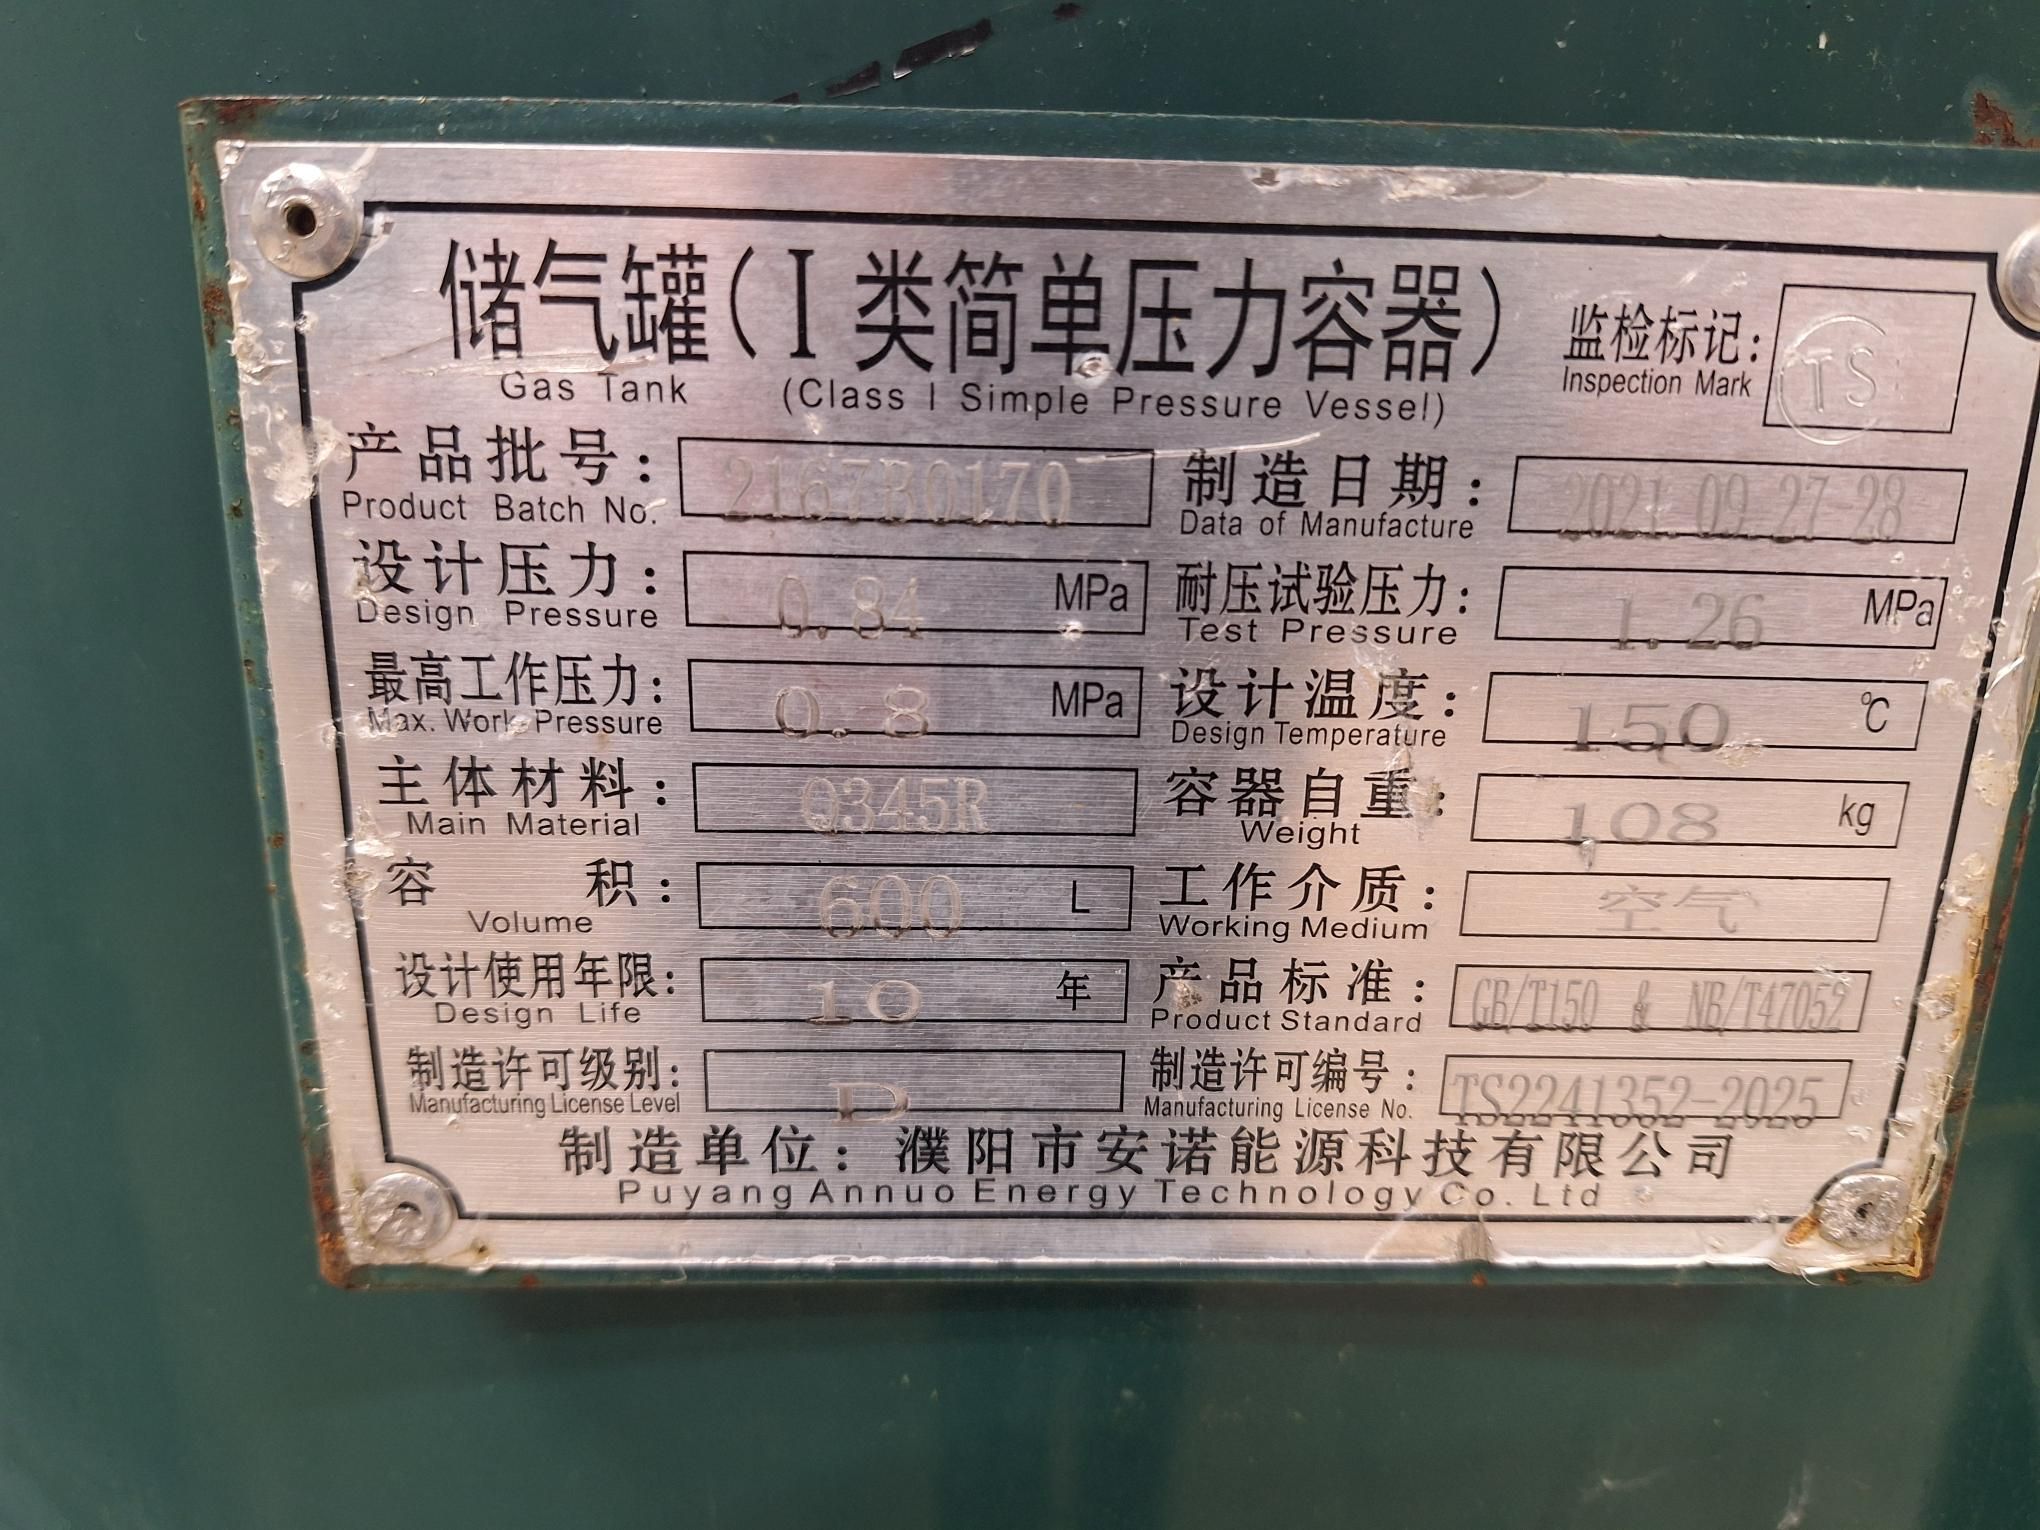 储气罐(Ⅰ类简单压力容器) 监检标记: TS
Gas Tank (Class I Simple Pressure Vessel) Inspection Mark
产品批号: 2167B0170 制造日期: 2021.09.27-28
Product Batch No. Data of Manufacture
设计压力: 0.84 MPa 耐压试验压力: 1.26 MPa
Design Pressure Test Pressure
最高工作压力: 0.8 MPa 设计温度: 150 ℃
Max. Work Pressure Design Temperature
主体材料: Q345R 容器自重: 108 kg
Main Material Weight
容积: 600 L 工作介质: 空气
Volume Working Medium
设计使用年限: 10 年 产品标准: GB/T150 & NB/T47052
Design Life Product Standard
制造许可级别: D 制造许可编号: TS2241352-2025
Manufacturing License Level Manufacturing License No.
制造单位: 濮阳市安诺能源科技有限公司
Puyang Annuo Energy Technology Co. Ltd